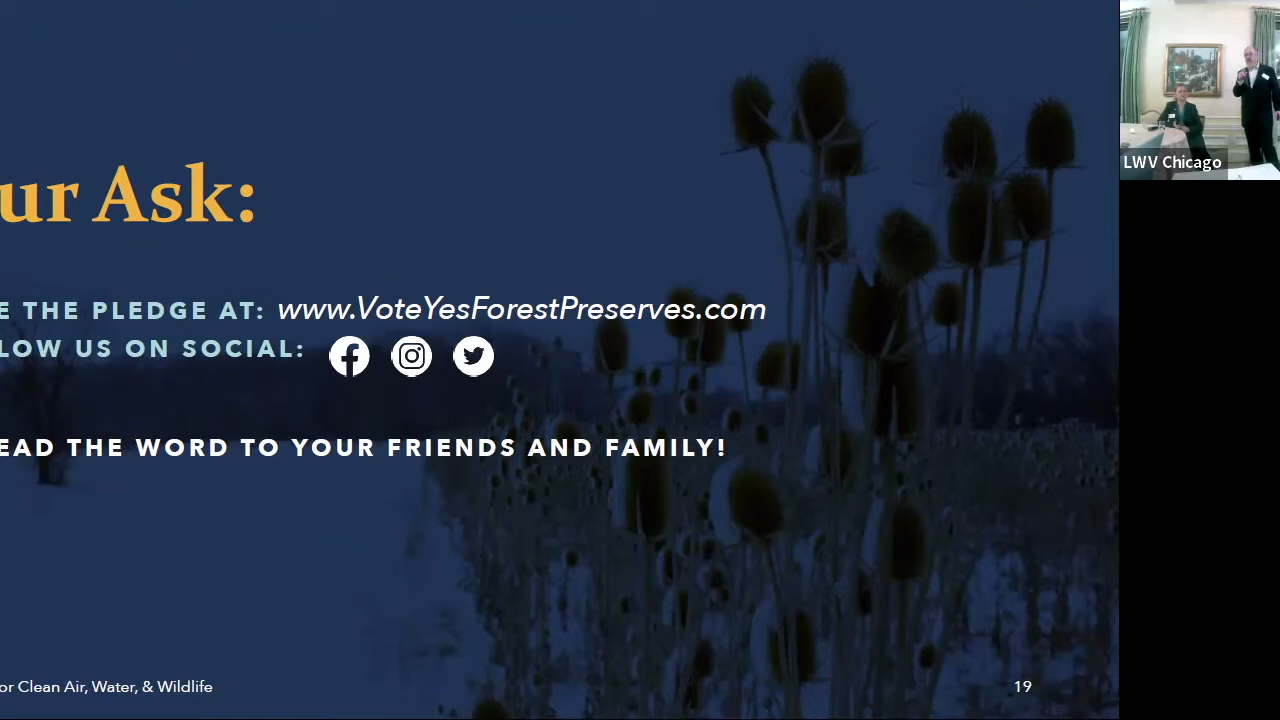 ur Ask:
E THE PLEDGE AT: www.VoteYesForestPreserves.com
LOW US ON SOCIAL:
EAD THE WORD TO YOUR FRIENDS AND FAMILY!
or Clean Air, Water, & Wildlife
19
LWV Chicago